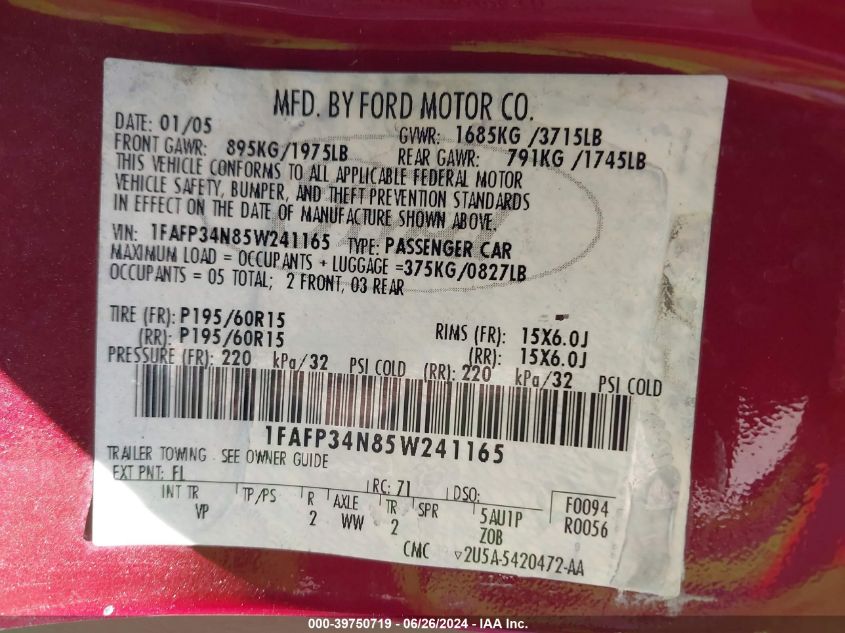 MFD. BY FORD MOTOR CO.
DATE: 01/05 GVWR: 1685KG /3715LB
FRONT GAWR: 895KG/1975LB REAR GAWR: 791KG /1745LB
THIS VEHICLE CONFORMS TO ALL APPLICABLE FEDERAL MOTOR
VEHICLE SAFETY, BUMPER, AND THEFT PREVENTION STANDARDS
IN EFFECT ON THE DATE OF MANUFACTURE SHOWN ABOVE.
VIN: 1FAFP34N85W241165 TYPE: PASSENGER CAR
MAXIMUM LOAD = OCCUPANTS + LUGGAGE =375KG/0827LB
OCCUPANTS = 05 TOTAL; 2 FRONT, 03 REAR
TIRE (FR): P195/60R15 RIMS (FR): 15X6.0J
(RR): P195/60R15 (RR): 15X6.0J
PRESSURE (FR): 220 kPa/32 PSI COLD (RR): 220 kPa/32 PSI COLD
1FAFP34N85W241165
TRAILER TOWING - SEE OWNER GUIDE
EXT PNT: FL RC: 71 DSO: F0094
INT TR TP/PS R AXLE TR SPR 5AU1P R0056
VP 2 WW 2 ZOB
CMC ▿2U5A-5420472-AA
000-39750719 - 06/26/2024 - IAA Inc.